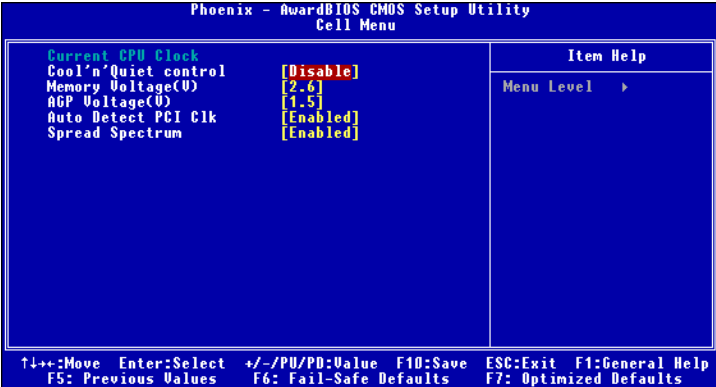 Phoenix - AwardBIOS CMOS Setup Utility
Cell Menu
Current CPU Clock
Cool'n'Quiet control [Disable]
Memory Voltage(V) [2.6]
AGP Voltage(V) [1.5]
Auto Detect PCI Clk [Enabled]
Spread Spectrum [Enabled]
Item Help
Menu Level ▸
↑↓→←:Move Enter:Select +/-/PU/PD:Value F10:Save ESC:Exit F1:General Help
F5: Previous Values F6: Fail-Safe Defaults F7: Optimized Defaults